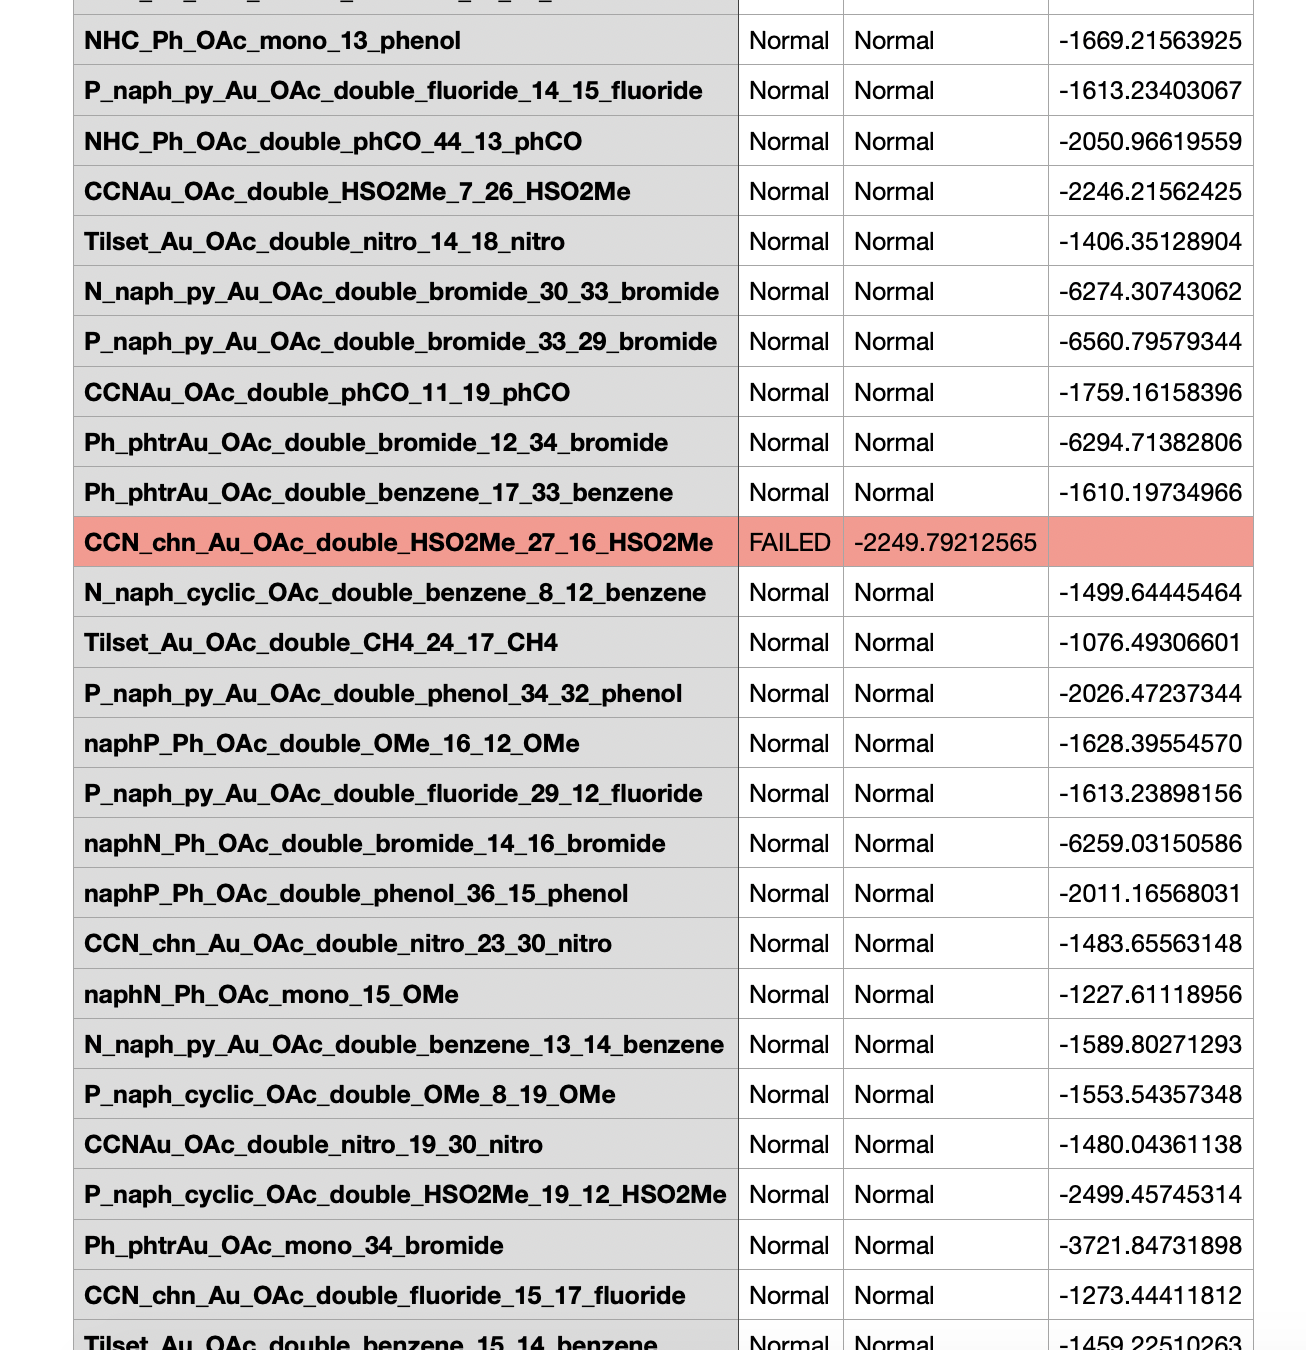 NHC_Ph_OAc_mono_13_phenol Normal Normal -1669.21563925
P_naph_py_Au_OAc_double_fluoride_14_15_fluoride Normal Normal -1613.23403067
NHC_Ph_OAc_double_phCO_44_13_phCO Normal Normal -2050.96619559
CCNAu_OAc_double_HSO2Me_7_26_HSO2Me Normal Normal -2246.21562425
Tilset_Au_OAc_double_nitro_14_18_nitro Normal Normal -1406.35128904
N_naph_py_Au_OAc_double_bromide_30_33_bromide Normal Normal -6274.30743062
P_naph_py_Au_OAc_double_bromide_33_29_bromide Normal Normal -6560.79579344
CCNAu_OAc_double_phCO_11_19_phCO Normal Normal -1759.16158396
Ph_phtrAu_OAc_double_bromide_12_34_bromide Normal Normal -6294.71382806
Ph_phtrAu_OAc_double_benzene_17_33_benzene Normal Normal -1610.19734966
CCN_chn_Au_OAc_double_HSO2Me_27_16_HSO2Me FAILED -2249.79212565
N_naph_cyclic_OAc_double_benzene_8_12_benzene Normal Normal -1499.64445464
Tilset_Au_OAc_double_CH4_24_17_CH4 Normal Normal -1076.49306601
P_naph_py_Au_OAc_double_phenol_34_32_phenol Normal Normal -2026.47237344
naphP_Ph_OAc_double_OMe_16_12_OMe Normal Normal -1628.39554570
P_naph_py_Au_OAc_double_fluoride_29_12_fluoride Normal Normal -1613.23898156
naphN_Ph_OAc_double_bromide_14_16_bromide Normal Normal -6259.03150586
naphP_Ph_OAc_double_phenol_36_15_phenol Normal Normal -2011.16568031
CCN_chn_Au_OAc_double_nitro_23_30_nitro Normal Normal -1483.65563148
naphN_Ph_OAc_mono_15_OMe Normal Normal -1227.61118956
N_naph_py_Au_OAc_double_benzene_13_14_benzene Normal Normal -1589.80271293
P_naph_cyclic_OAc_double_OMe_8_19_OMe Normal Normal -1553.54357348
CCNAu_OAc_double_nitro_19_30_nitro Normal Normal -1480.04361138
P_naph_cyclic_OAc_double_HSO2Me_19_12_HSO2Me Normal Normal -2499.45745314
Ph_phtrAu_OAc_mono_34_bromide Normal Normal -3721.84731898
CCN_chn_Au_OAc_double_fluoride_15_17_fluoride Normal Normal -1273.44411812
Tilset_Au_OAc_double_benzene_15_14_benzene Normal Normal -1459.22510263